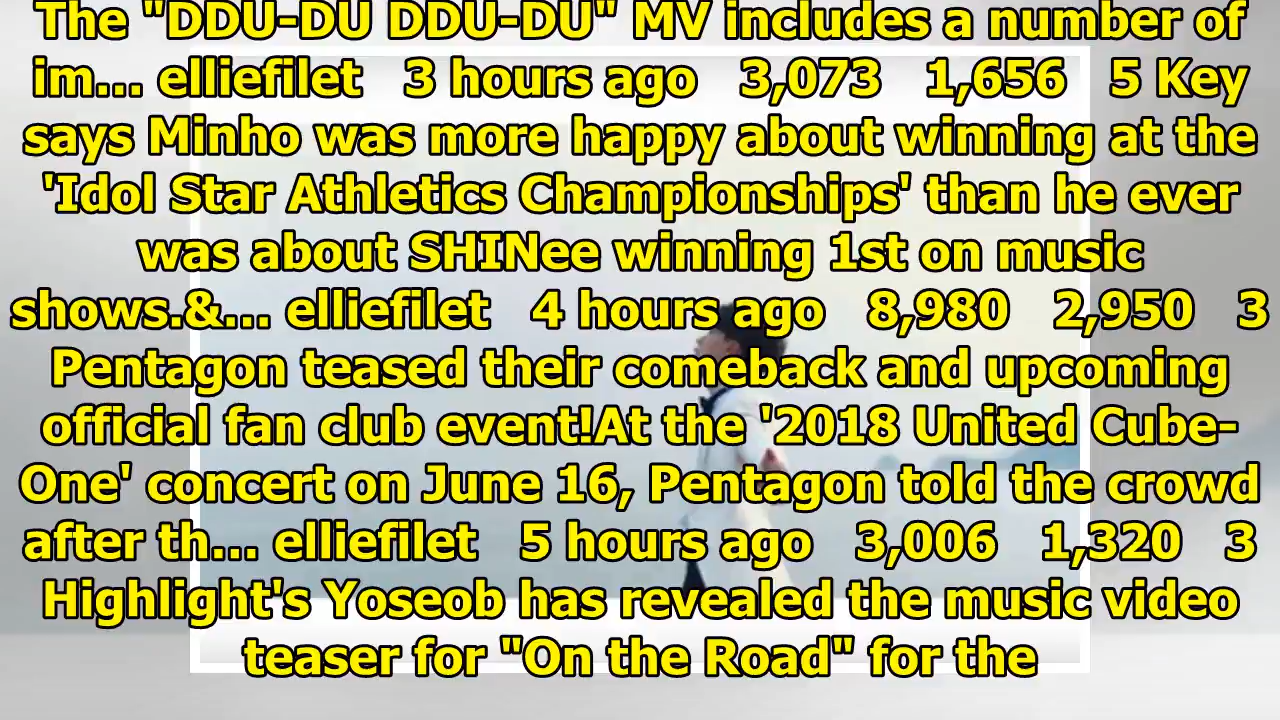 The "DDU-DU DDU-DU" MV includes a number of
im... elliefilet 3 hours ago 3,073 1,656 5 Key
says Minho was more happy about winning at the
'Idol Star Athletics Championships' than he ever
was about SHINee winning 1st on music
shows.&... elliefilet 4 hours ago 8,980 2,950 3
Pentagon teased their comeback and upcoming
official fan club event!At the '2018 United Cube-
One' concert on June 16, Pentagon told the crowd
after th... elliefilet 5 hours ago 3,006 1,320 3
Highlight's Yoseob has revealed the music video
teaser for "On the Road" for the